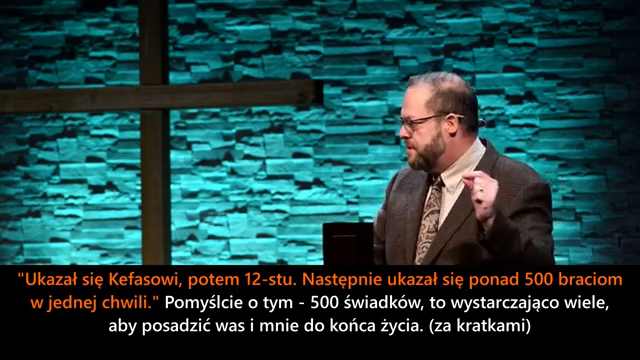 "Ukazał się Kefasowi, potem 12-stu. Następnie ukazał się ponad 500 braciom
w jednej chwili." Pomyślcie o tym - 500 świadków, to wystarczająco wiele,
aby posadzić was i mnie do końca życia. (za kratkami)